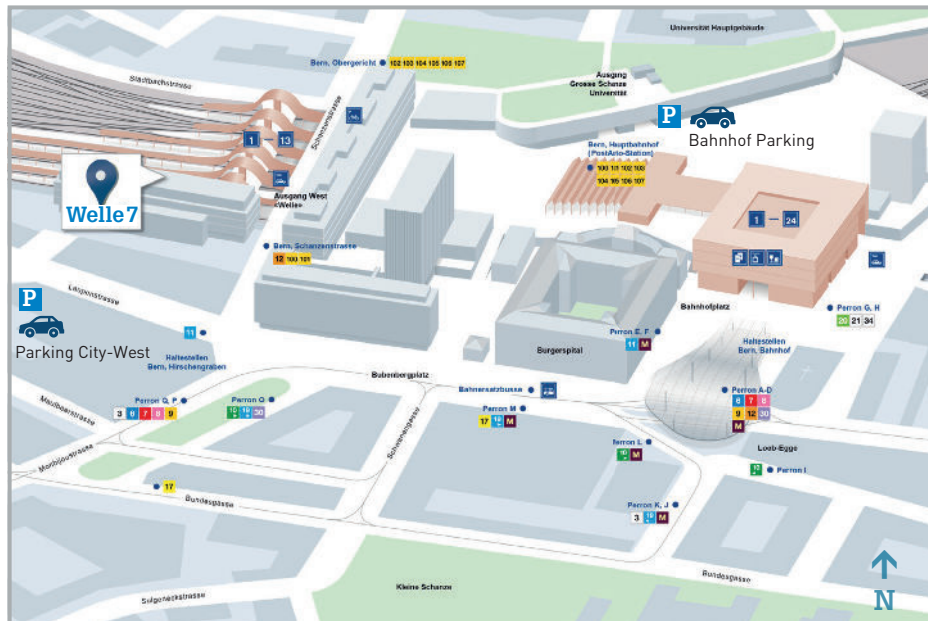 Universität Hauptgebäude
Bern, Obergericht
102 103 104 105 106 107
Stadtbachstrasse
Ausgang
Grosse Schanze
Universität
Schanzenstrasse
P
Bahnhof Parking
1 — 13
Bern, Hauptbahnhof
(PostAuto-Station)
100 101 102 103
104 105 106 107
Welle 7
Ausgang West
«Welle»
1 — 24
Bern, Schanzenstrasse
12 100 101
Laupenstrasse
P
Parking City-West
Bahnhofplatz
Perron G, H
20 21 34
11
Haltestellen
Bern, Hirschengraben
Perron E, F
11 M
Burgerspital
Haltestellen
Bern, Bahnhof
Bubenbergplatz
Bahnersatzbusse
Perron A-D
6 7 8
9 12 30
M
Perron Q, P
3 6 7 8 9
Perron O
10 19 30
Perron M
17 19 M
Maulbeerstrasse
Schwanengasse
Perron L
10 M
Loeb-Egge
Monbijoustrasse
10
Perron I
17
Bundesgasse
Perron K, J
3 19 M
Bundesgasse
Kleine Schanze
Sulgeneckstrasse
N